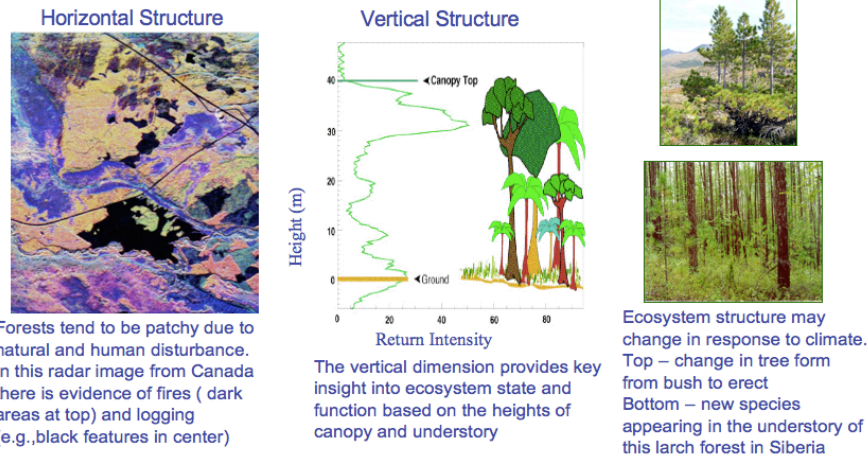 Horizontal Structure
Forests tend to be patchy due to
natural and human disturbance.
In this radar image from Canada
there is evidence of fires ( dark
areas at top) and logging
(e.g.,black features in center)
Vertical Structure
Canopy Top
Ground
Height (m)
40
30
20
10
0
0 20 40 60 80
Return Intensity
The vertical dimension provides key
insight into ecosystem state and
function based on the heights of
canopy and understory
Ecosystem structure may
change in response to climate.
Top – change in tree form
from bush to erect
Bottom – new species
appearing in the understory of
this larch forest in Siberia